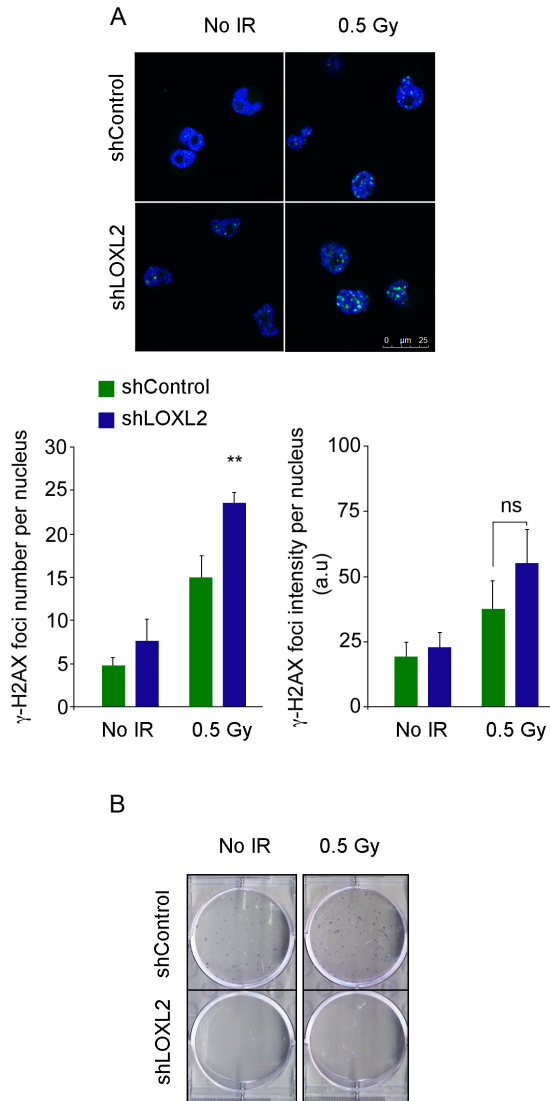 A
No IR
0.5 Gy
shControl
shLOXL2
0 µm 25
shControl
shLOXL2
γ-H2AX foci number per nucleus
30
25
20
15
10
5
0
**
No IR
0.5 Gy
γ-H2AX foci intensity per nucleus
(a.u)
100
75
50
25
0
ns
No IR
0.5 Gy
B
No IR
0.5 Gy
shControl
shLOXL2